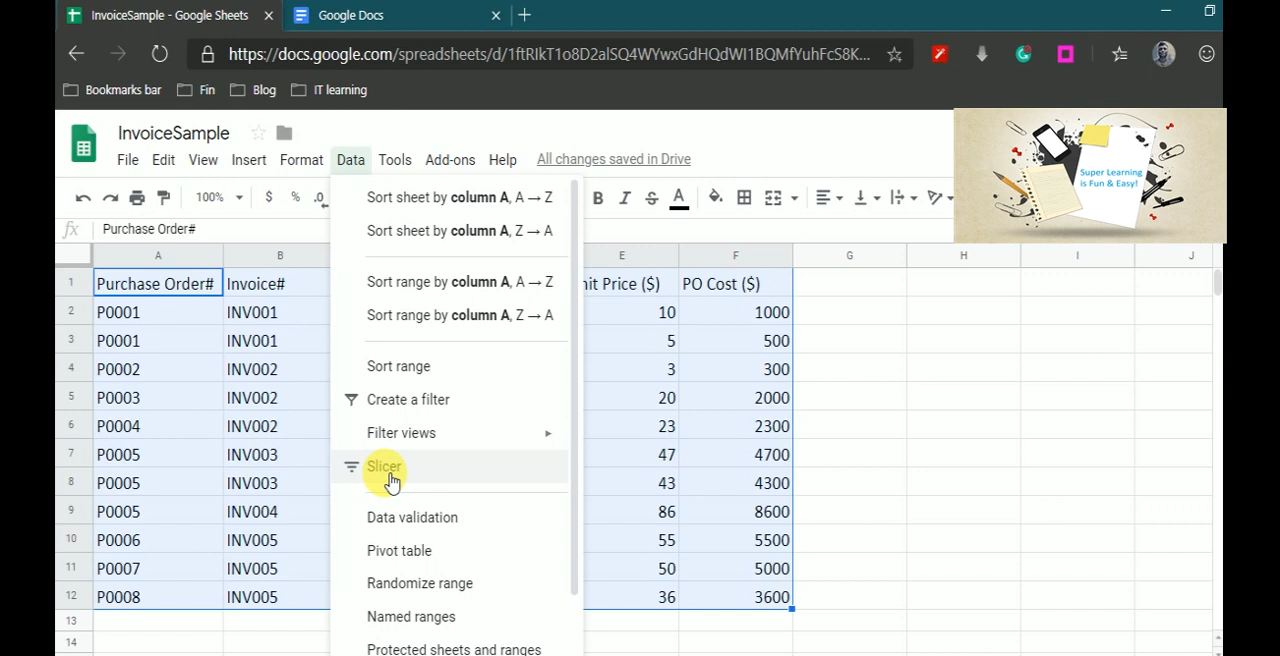 InvoiceSample - Google Sheets
Google Docs
https://docs.google.com/spreadsheets/d/1ftRIkT1o8D2alSQ4WYwxGdHQdWI1BQMfYuhFcS8K...
Bookmarks bar Fin Blog IT learning
InvoiceSample
File Edit View Insert Format Data Tools Add-ons Help All changes saved in Drive
100% $ % .0 B I S A
fx Purchase Order#
Super Learning
is Fun & Easy!
A B E F G H I J
1 Purchase Order# Invoice# Price ($) PO Cost ($)
2 P0001 INV001 10 1000
3 P0001 INV001 5 500
4 P0002 INV002 3 300
5 P0003 INV002 20 2000
6 P0004 INV002 23 2300
7 P0005 INV003 47 4700
8 P0005 INV003 43 4300
9 P0005 INV004 86 8600
10 P0006 INV005 55 5500
11 P0007 INV005 50 5000
12 P0008 INV005 36 3600
13
14
Sort sheet by column A, A → Z
Sort sheet by column A, Z → A
Sort range by column A, A → Z
Sort range by column A, Z → A
Sort range
Create a filter
Filter views
Slicer
Data validation
Pivot table
Randomize range
Named ranges
Protected sheets and ranges